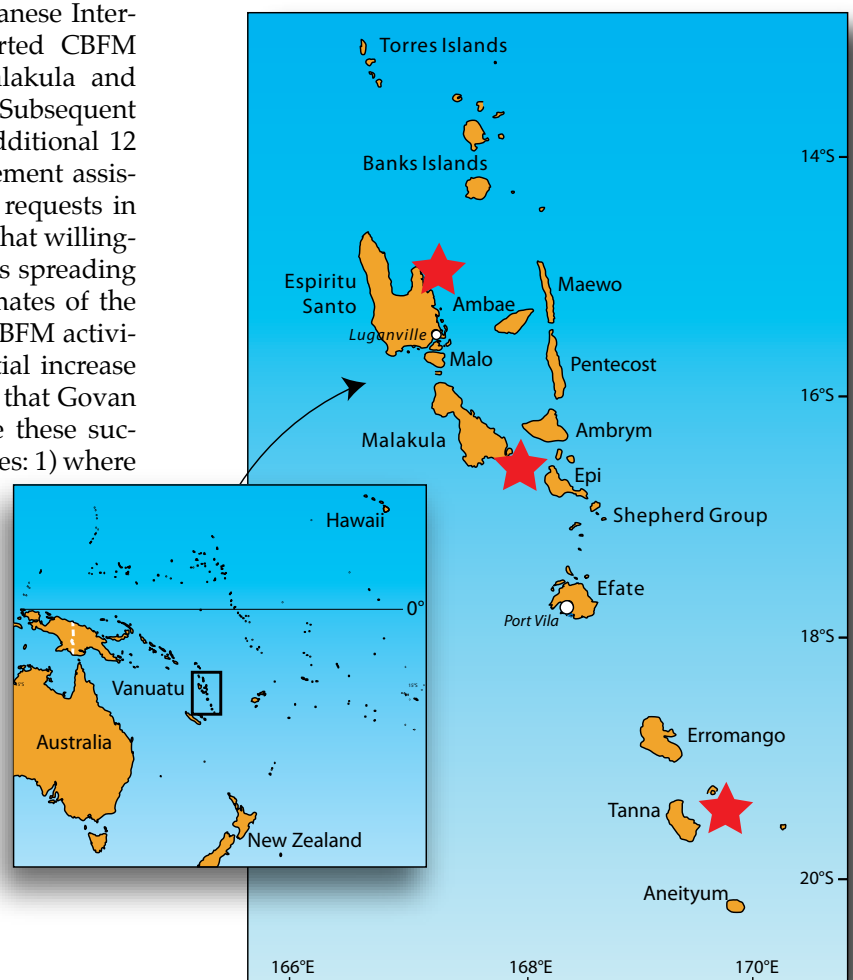 anese Inter-
rted CBFM
lakula and
Subsequent
dditional 12
ement assis-
requests in
hat willing-
s spreading
nates of the
BFM activi-
tial increase
that Govan
e these suc-
es: 1) where
Torres Islands
Banks Islands
14°S
Espiritu
Santo
Ambae
Maewo
Luganville
Malo
Pentecost
16°S
Malakula
Ambrym
Epi
Shepherd Group
Efate
Port Vila
18°S
Erromango
Tanna
20°S
Aneityum
166°E
168°E
170°E
Hawaii
0°
Vanuatu
Australia
New Zealand